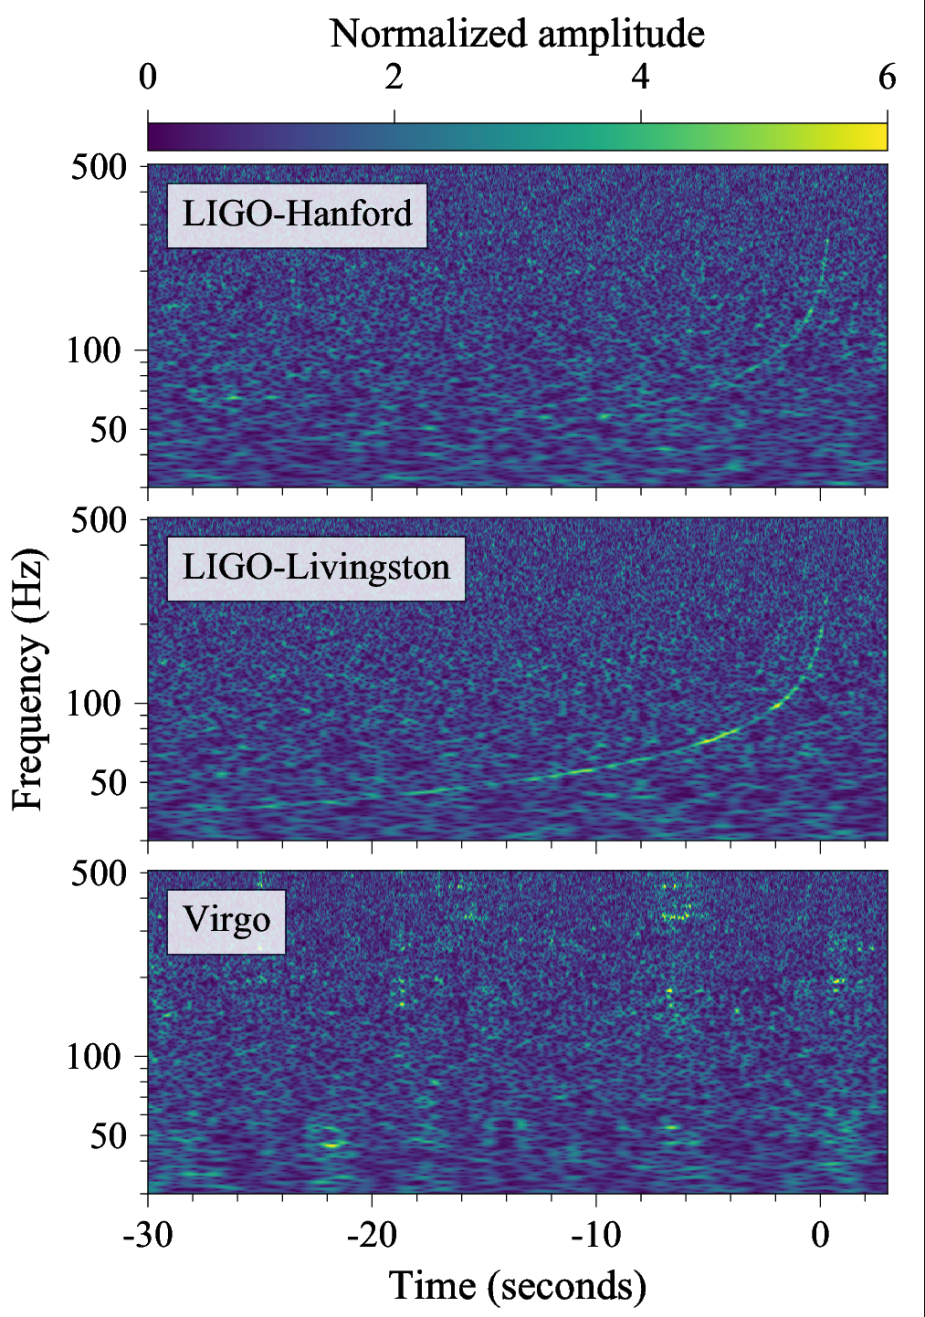 Normalized amplitude
0 2 4 6
500
LIGO-Hanford
100
50
500
LIGO-Livingston
100
50
Frequency (Hz)
500
Virgo
100
50
-30 -20 -10 0
Time (seconds)